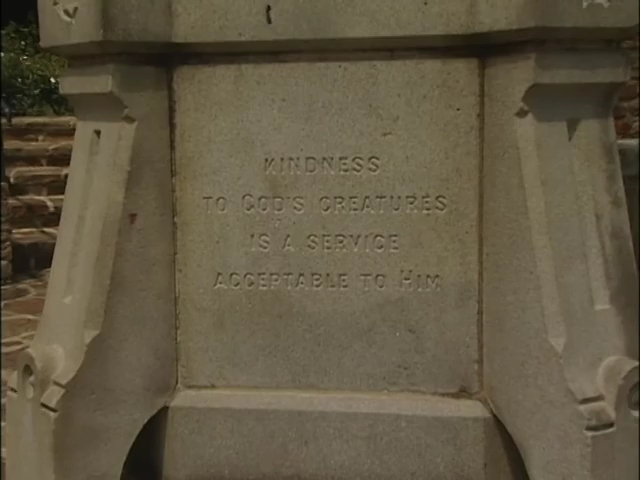 KINDNESS
TO GOD'S CREATURES
IS A SERVICE
ACCEPTABLE TO HIM